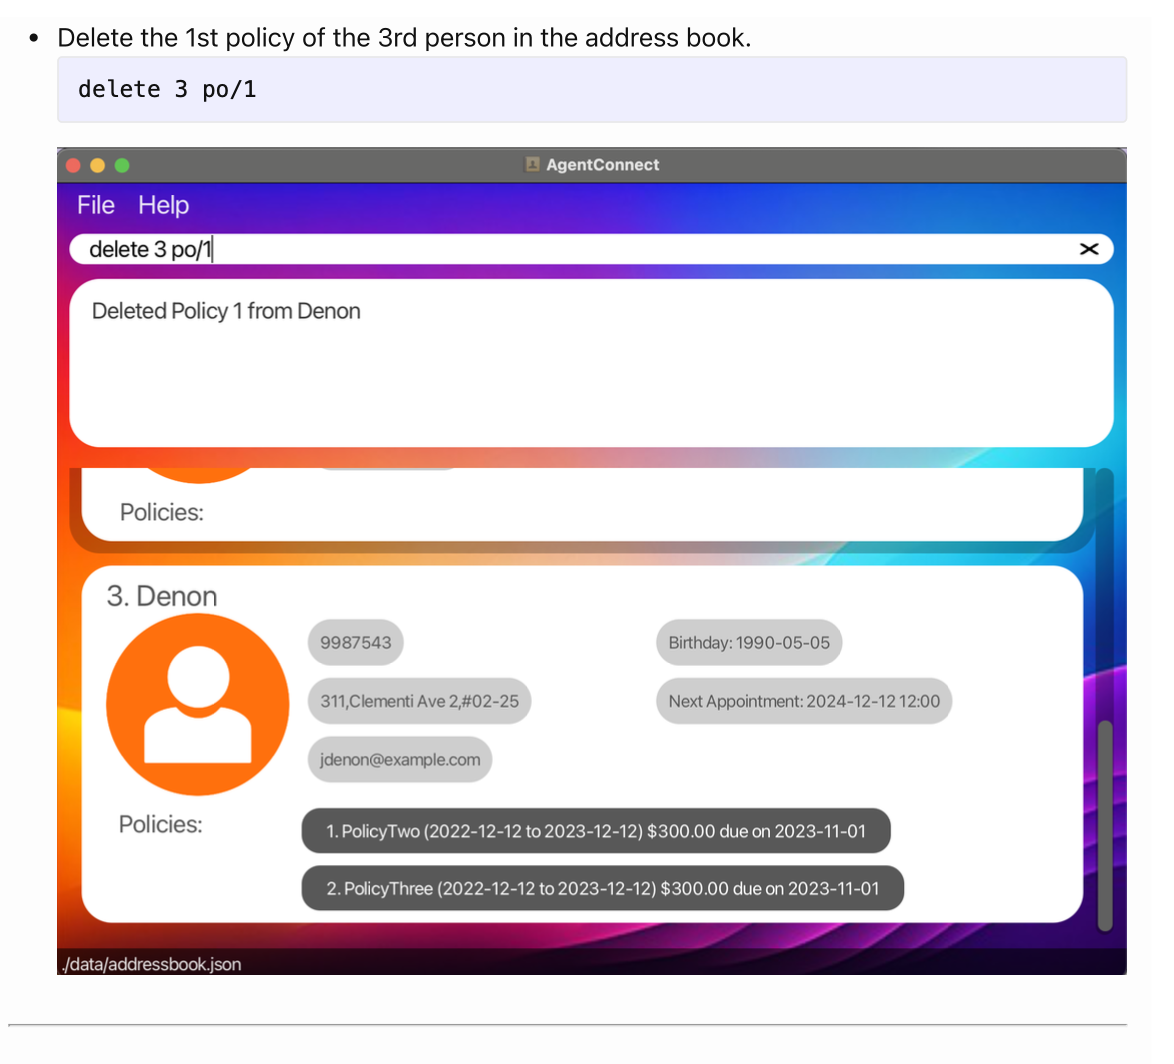 Delete the 1st policy of the 3rd person in the address book.
delete 3 po/1
AgentConnect
File Help
delete 3 po/1
Deleted Policy 1 from Denon
Policies:
3. Denon
9987543
Birthday: 1990-05-05
311,Clementi Ave 2,#02-25
Next Appointment: 2024-12-12 12:00
jdenon@example.com
Policies:
1. PolicyTwo (2022-12-12 to 2023-12-12) $300.00 due on 2023-11-01
2. PolicyThree (2022-12-12 to 2023-12-12) $300.00 due on 2023-11-01
./data/addressbook.json